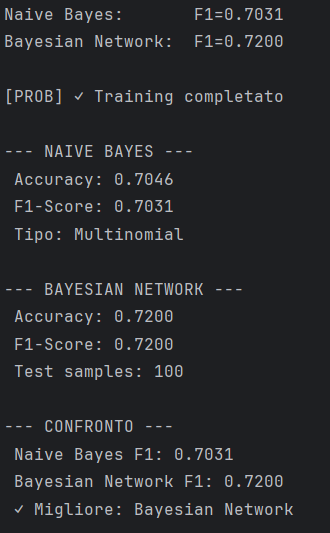 Naive Bayes:       F1=0.7031
Bayesian Network:  F1=0.7200
[PROB] ✓ Training completato
--- NAIVE BAYES ---
Accuracy: 0.7046
F1-Score: 0.7031
Tipo: Multinomial
--- BAYESIAN NETWORK ---
Accuracy: 0.7200
F1-Score: 0.7200
Test samples: 100
--- CONFRONTO ---
Naive Bayes F1: 0.7031
Bayesian Network F1: 0.7200
✓ Migliore: Bayesian Network